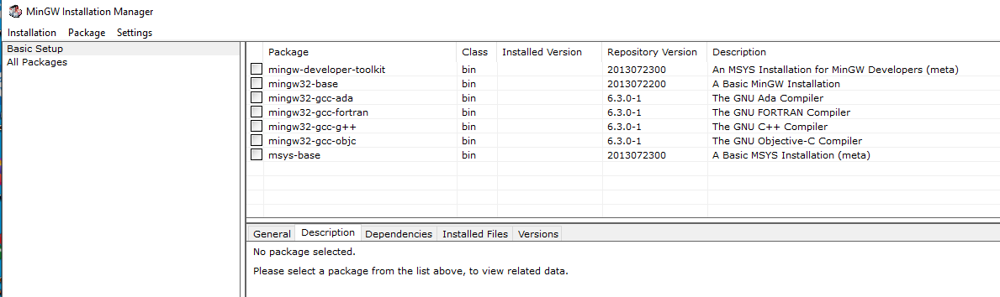 MinGW Installation Manager
Installation Package Settings
Basic Setup
All Packages
Package Class Installed Version Repository Version Description
mingw-developer-toolkit bin 2013072300 An MSYS Installation for MinGW Developers (meta)
mingw32-base bin 2013072200 A Basic MinGW Installation
mingw32-gcc-ada bin 6.3.0-1 The GNU Ada Compiler
mingw32-gcc-fortran bin 6.3.0-1 The GNU FORTRAN Compiler
mingw32-gcc-g++ bin 6.3.0-1 The GNU C++ Compiler
mingw32-gcc-objc bin 6.3.0-1 The GNU Objective-C Compiler
msys-base bin 2013072300 A Basic MSYS Installation (meta)
General Description Dependencies Installed Files Versions
No package selected.
Please select a package from the list above, to view related data.